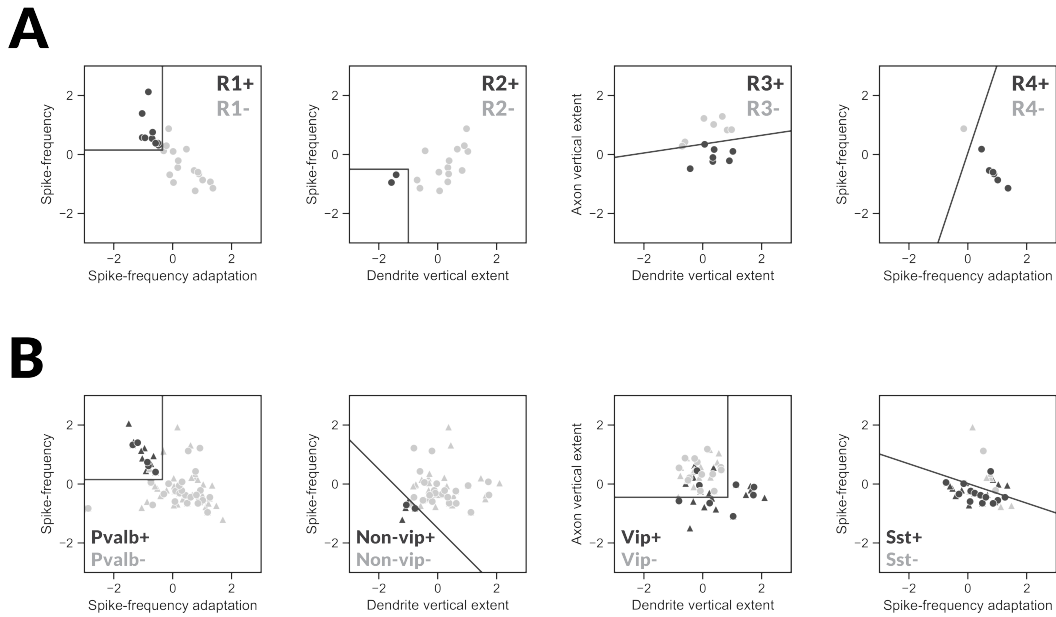 A
Spike-frequency
2
0
−2
R1+
R1-
−2
0
2
Spike-frequency adaptation
Spike-frequency
2
0
−2
R2+
R2-
−2
0
2
Dendrite vertical extent
Axon vertical extent
2
0
−2
R3+
R3-
−2
0
2
Dendrite vertical extent
Spike-frequency
2
0
−2
R4+
R4-
−2
0
2
Spike-frequency adaptation
B
Spike-frequency
2
0
−2
Pvalb+
Pvalb-
−2
0
2
Spike-frequency adaptation
Spike-frequency
2
0
−2
Non-vip+
Non-vip-
−2
0
2
Dendrite vertical extent
Axon vertical extent
2
0
−2
Vip+
Vip-
−2
0
2
Dendrite vertical extent
Spike-frequency
2
0
−2
Sst+
Sst-
−2
0
2
Spike-frequency adaptation